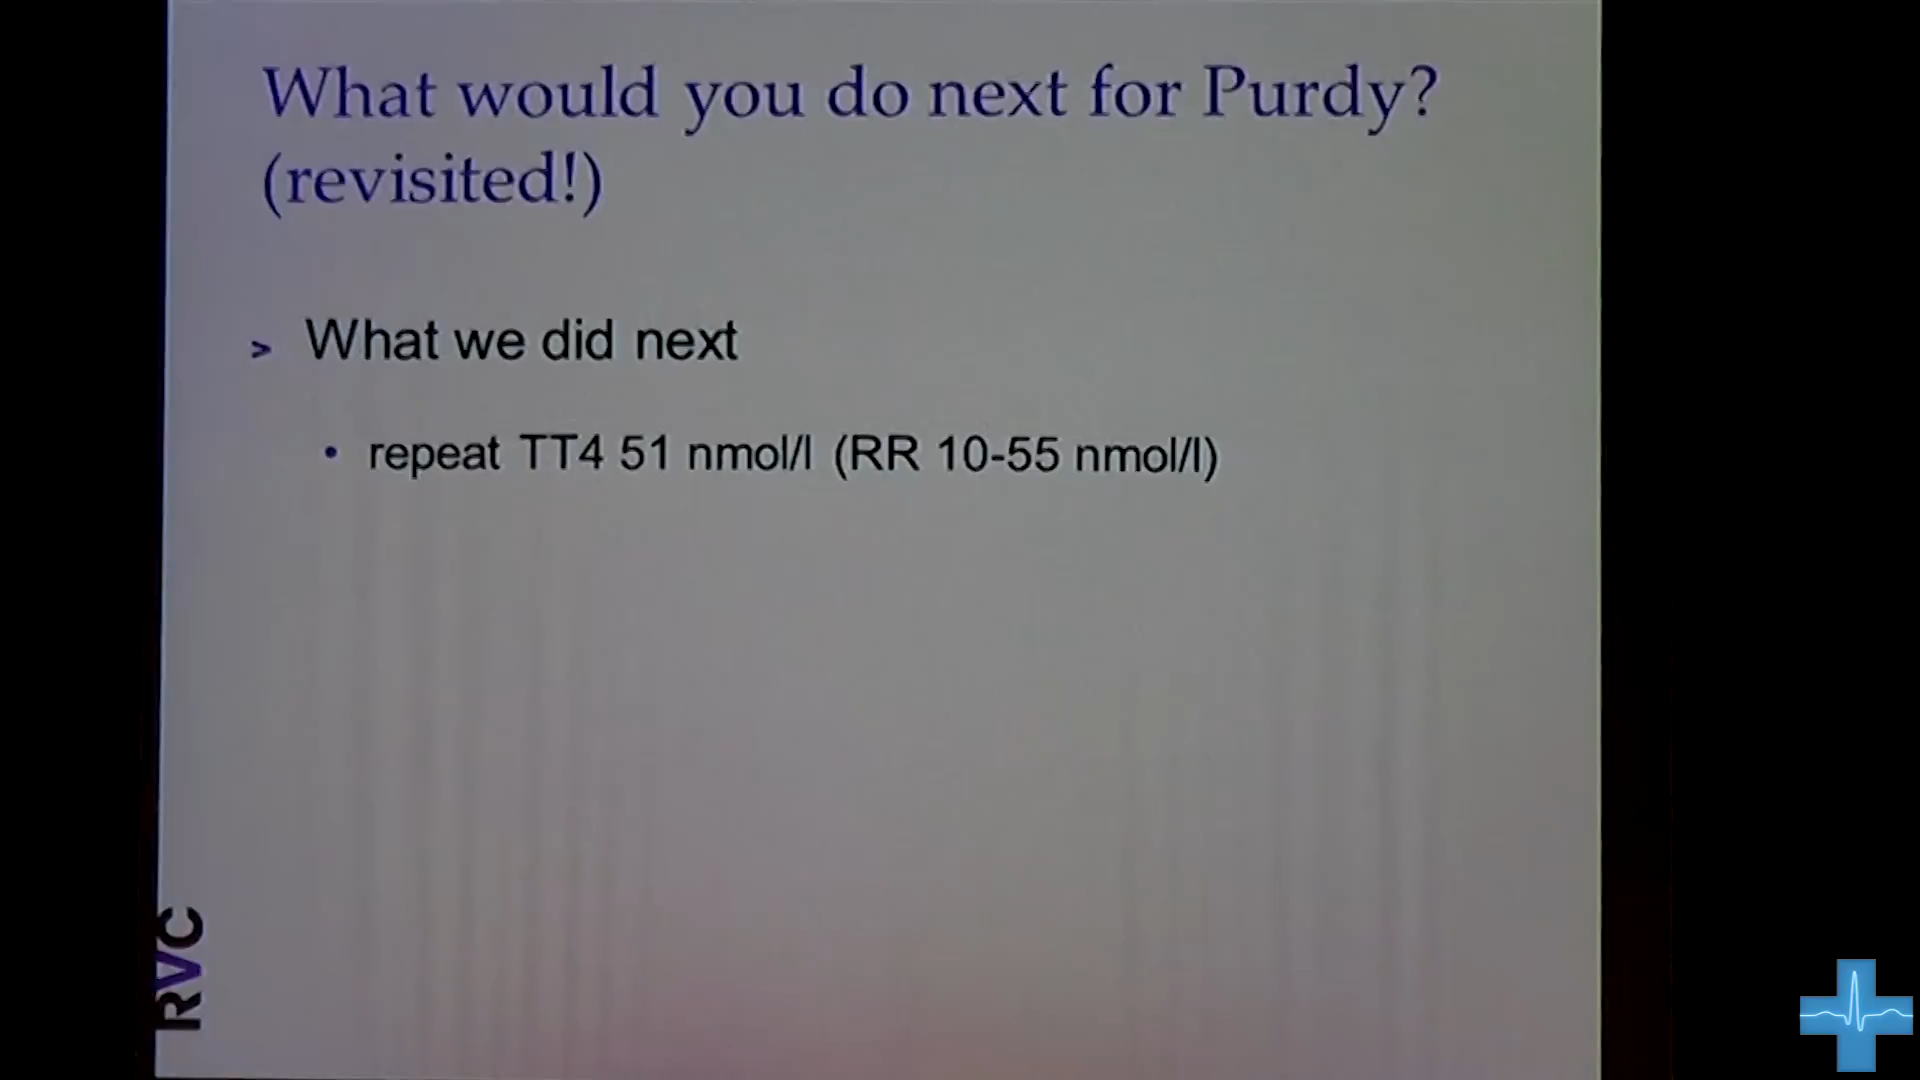 What would you do next for Purdy?
(revisited!)
> What we did next
• repeat TT4 51 nmol/l (RR 10-55 nmol/l)
RVC